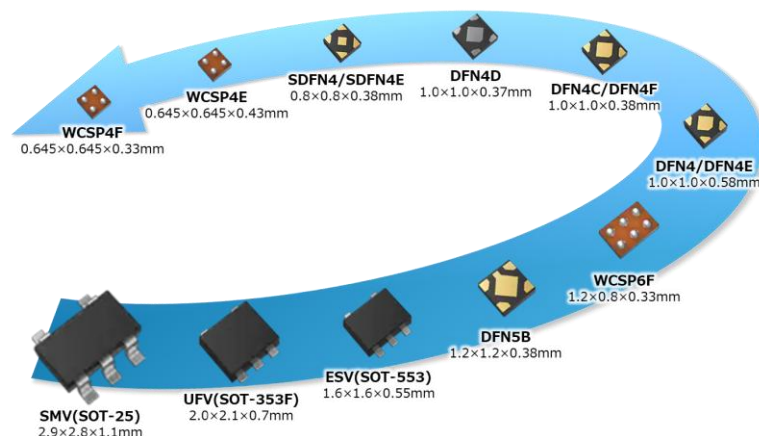 SDFN4/SDFN4E
0.8×0.8×0.38mm
DFN4D
1.0×1.0×0.37mm
DFN4C/DFN4F
1.0×1.0×0.38mm
WCSP4E
0.645×0.645×0.43mm
WCSP4F
0.645×0.645×0.33mm
DFN4/DFN4E
1.0×1.0×0.58mm
WCSP6F
1.2×0.8×0.33mm
DFN5B
1.2×1.2×0.38mm
ESV(SOT-553)
1.6×1.6×0.55mm
UFV(SOT-353F)
2.0×2.1×0.7mm
SMV(SOT-25)
2.9×2.8×1.1mm